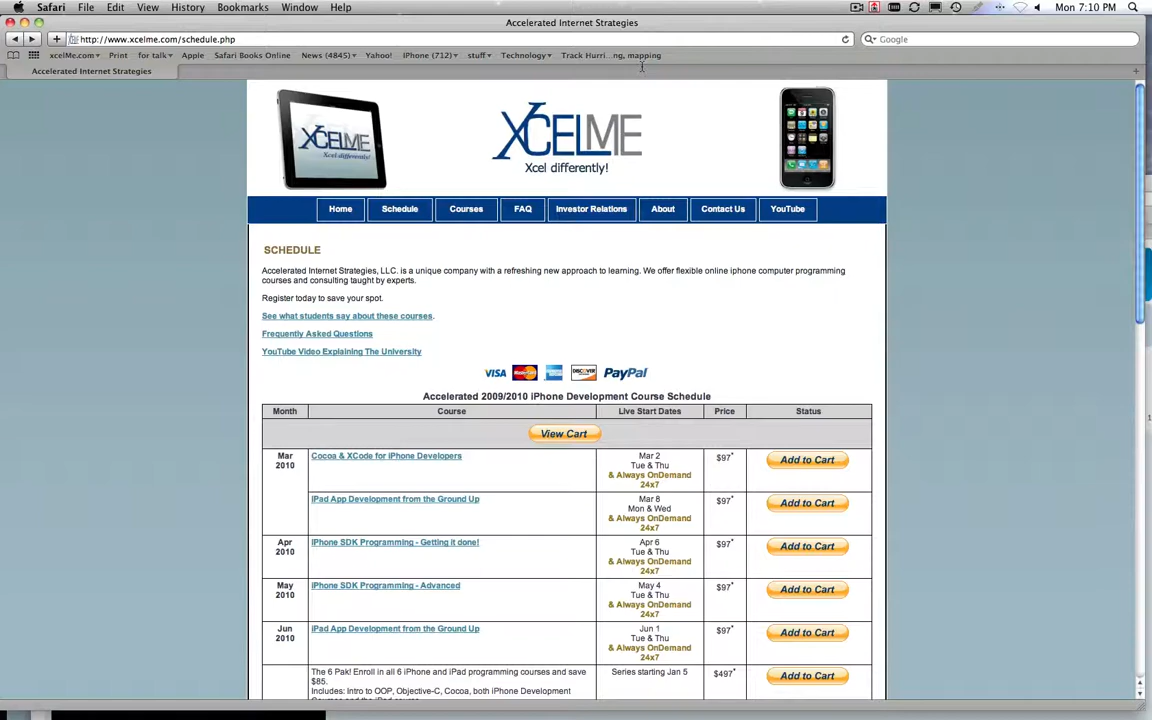 Safari File Edit View History Bookmarks Window Help
Mon 7:10 PM
Accelerated Internet Strategies
http://www.xcelme.com/schedule.php
Google
xcelMe.com Print for talk Apple Safari Books Online News (4845) Yahoo! iPhone (712) stuff Technology Track Hurri...ng, mapping
Accelerated Internet Strategies
XCELME
Xcel differently!
XCELME
Xcel differently!
Home Schedule Courses FAQ Investor Relations About Contact Us YouTube
SCHEDULE
Accelerated Internet Strategies, LLC. is a unique company with a refreshing new approach to learning. We offer flexible online iphone computer programming
courses and consulting taught by experts.
Register today to save your spot.
See what students say about these courses.
Frequently Asked Questions
YouTube Video Explaining The University
VISA MasterCard DISCOVER PayPal
Accelerated 2009/2010 iPhone Development Course Schedule
Month Course Live Start Dates Price Status
View Cart
Mar 2010 Cocoa & XCode for iPhone Developers Mar 2 $97* Add to Cart
Tue & Thu
& Always OnDemand
24x7
iPad App Development from the Ground Up Mar 8 $97* Add to Cart
Mon & Wed
& Always OnDemand
24x7
Apr 2010 iPhone SDK Programming - Getting it done! Apr 6 $97* Add to Cart
Tue & Thu
& Always OnDemand
24x7
May 2010 iPhone SDK Programming - Advanced May 4 $97* Add to Cart
Tue & Thu
& Always OnDemand
24x7
Jun 2010 iPad App Development from the Ground Up Jun 1 $97* Add to Cart
Tue & Thu
& Always OnDemand
24x7
The 6 Pak! Enroll in all 6 iPhone and iPad programming courses and save Series starting Jan 5 $497* Add to Cart
$85.
Includes: Intro to OOP, Objective-C, Cocoa, both iPhone Development